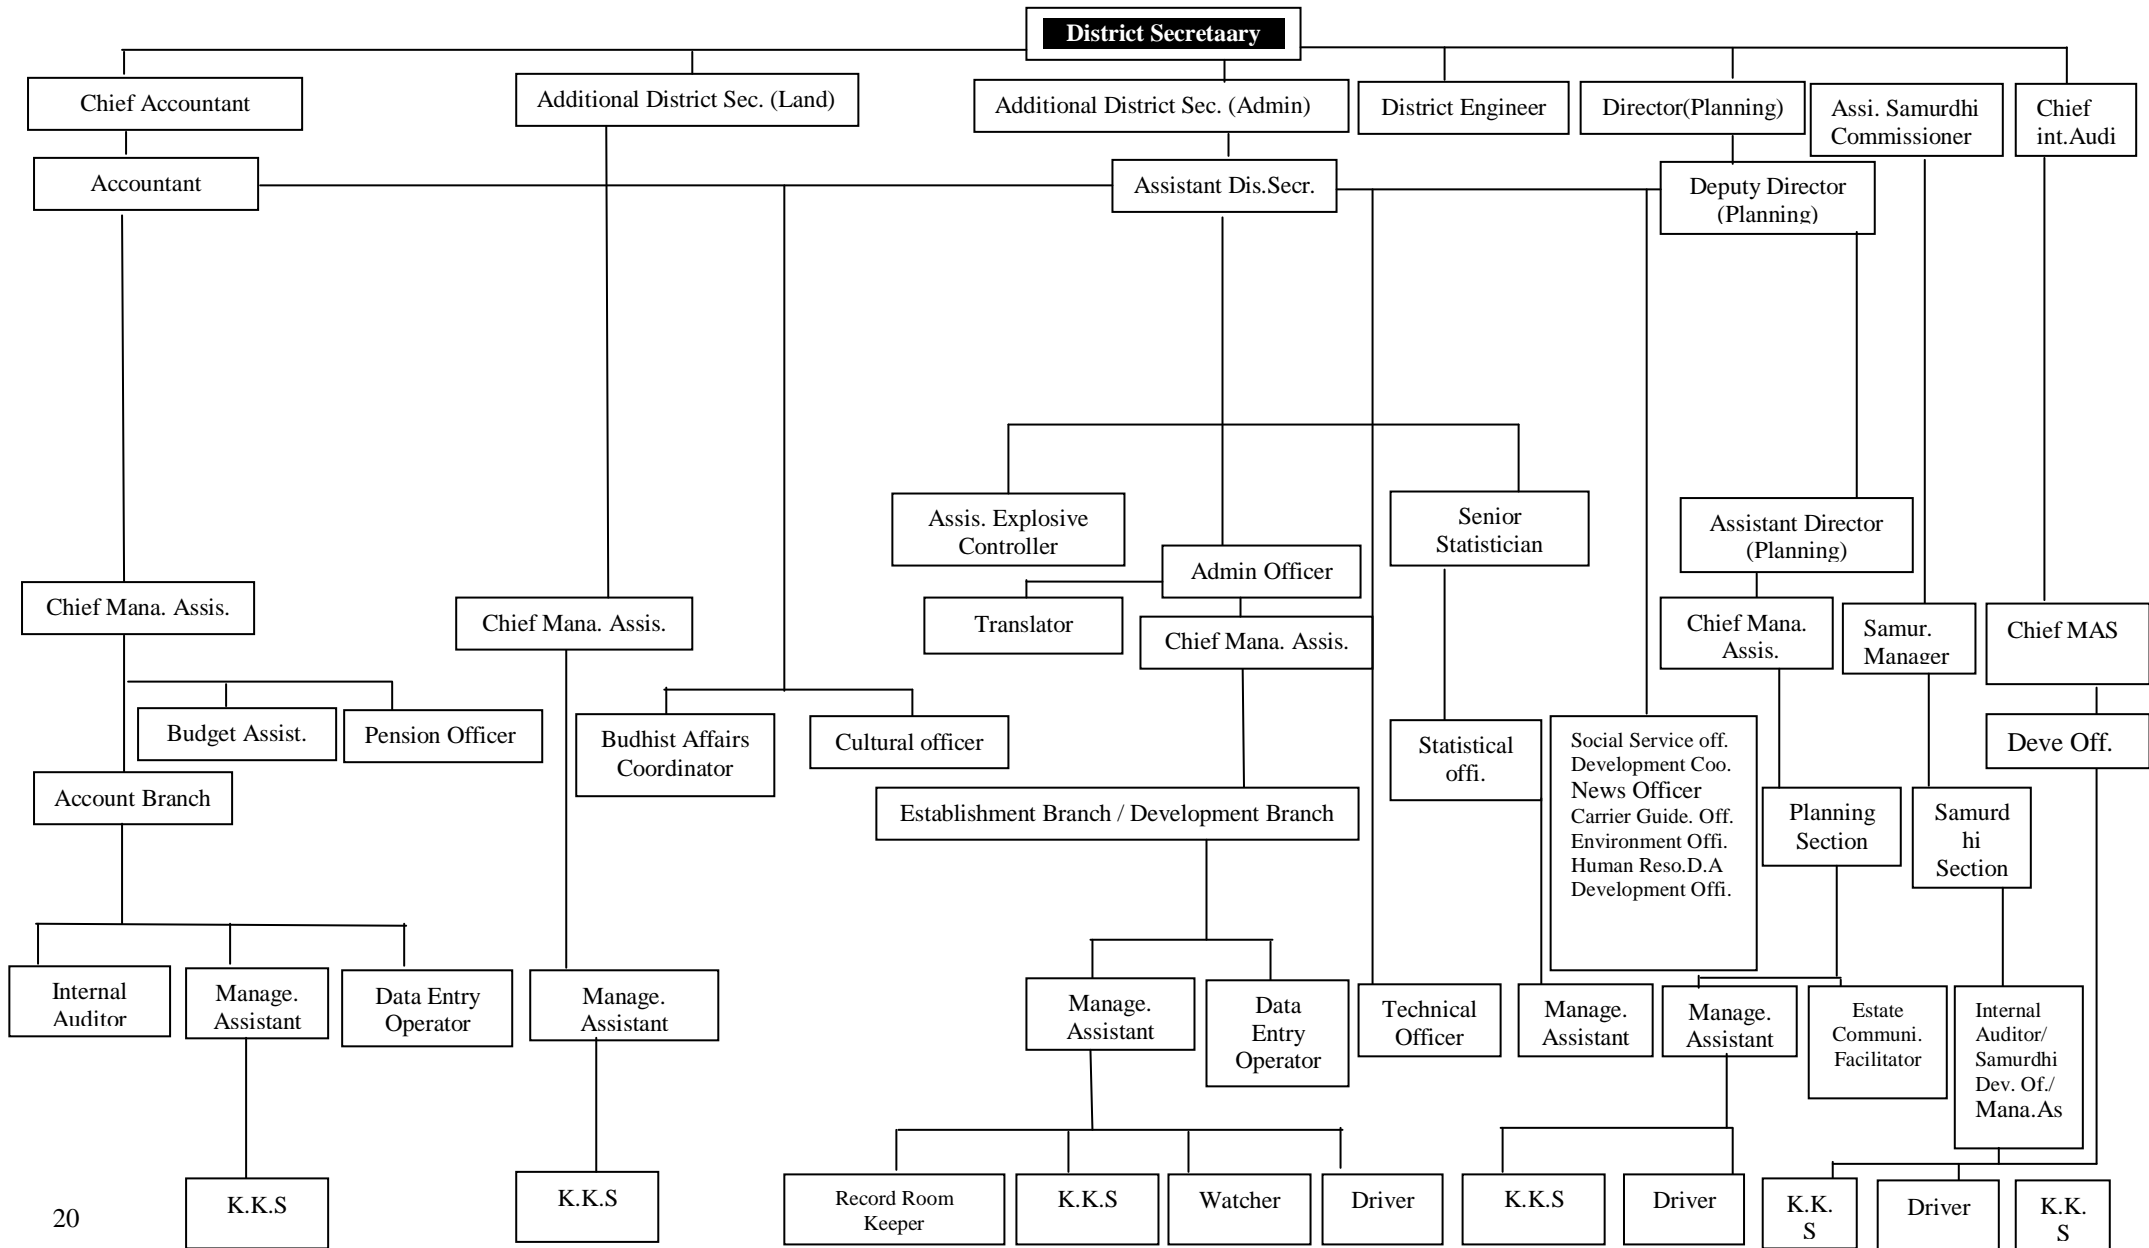 District Secretaary
Chief Accountant
Additional District Sec. (Land)
Additional District Sec. (Admin)
District Engineer
Director(Planning)
Assi. Samurdhi
Commissioner
Chief
int.Audi
Accountant
Assistant Dis.Secr.
Deputy Director
(Planning)
Assis. Explosive
Controller
Senior
Statistician
Assistant Director
(Planning)
Admin Officer
Chief Mana. Assis.
Chief Mana. Assis.
Translator
Chief Mana. Assis.
Chief Mana.
Assis.
Samur.
Manager
Chief MAS
Budget Assist.
Pension Officer
Budhist Affairs
Coordinator
Cultural officer
Statistical
offi.
Social Service off.
Development Coo.
News Officer
Carrier Guide. Off.
Environment Offi.
Human Reso.D.A
Development Offi.
Deve Off.
Account Branch
Establishment Branch / Development Branch
Planning
Section
Samurd
hi
Section
Internal
Auditor
Manage.
Assistant
Data Entry
Operator
Manage.
Assistant
Manage.
Assistant
Data
Entry
Operator
Technical
Officer
Manage.
Assistant
Manage.
Assistant
Estate
Communi.
Facilitator
Internal
Auditor/
Samurdhi
Dev. Of./
Mana.As
K.K.S
K.K.S
Record Room
Keeper
K.K.S
Watcher
Driver
K.K.S
Driver
K.K.
S
Driver
K.K.
S
20